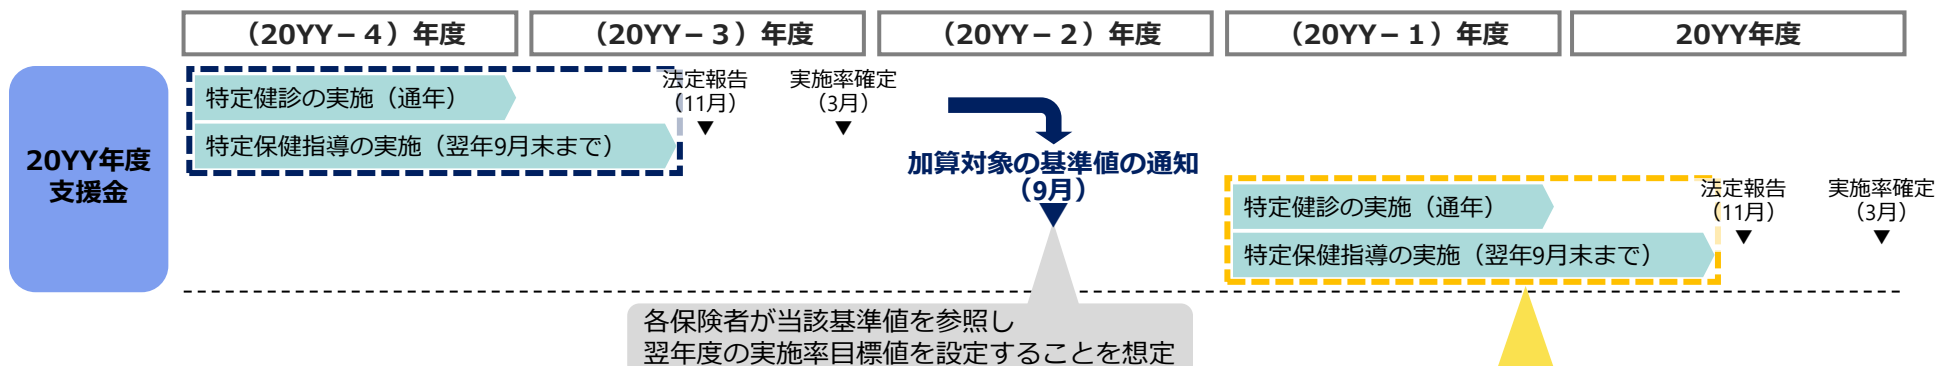 （20YY－４）年度
（20YY－３）年度
（20YY－２）年度
（20YY－１）年度
20YY年度
20YY年度
支援金
特定健診の実施（通年）
特定保健指導の実施（翌年9月末まで）
法定報告
（11月）
▼
実施率確定
（3月）
▼
加算対象の基準値の通知
（9月）
特定健診の実施（通年）
特定保健指導の実施（翌年9月末まで）
法定報告
（11月）
▼
実施率確定
（3月）
▼
各保険者が当該基準値を参照し
翌年度の実施率目標値を設定することを想定